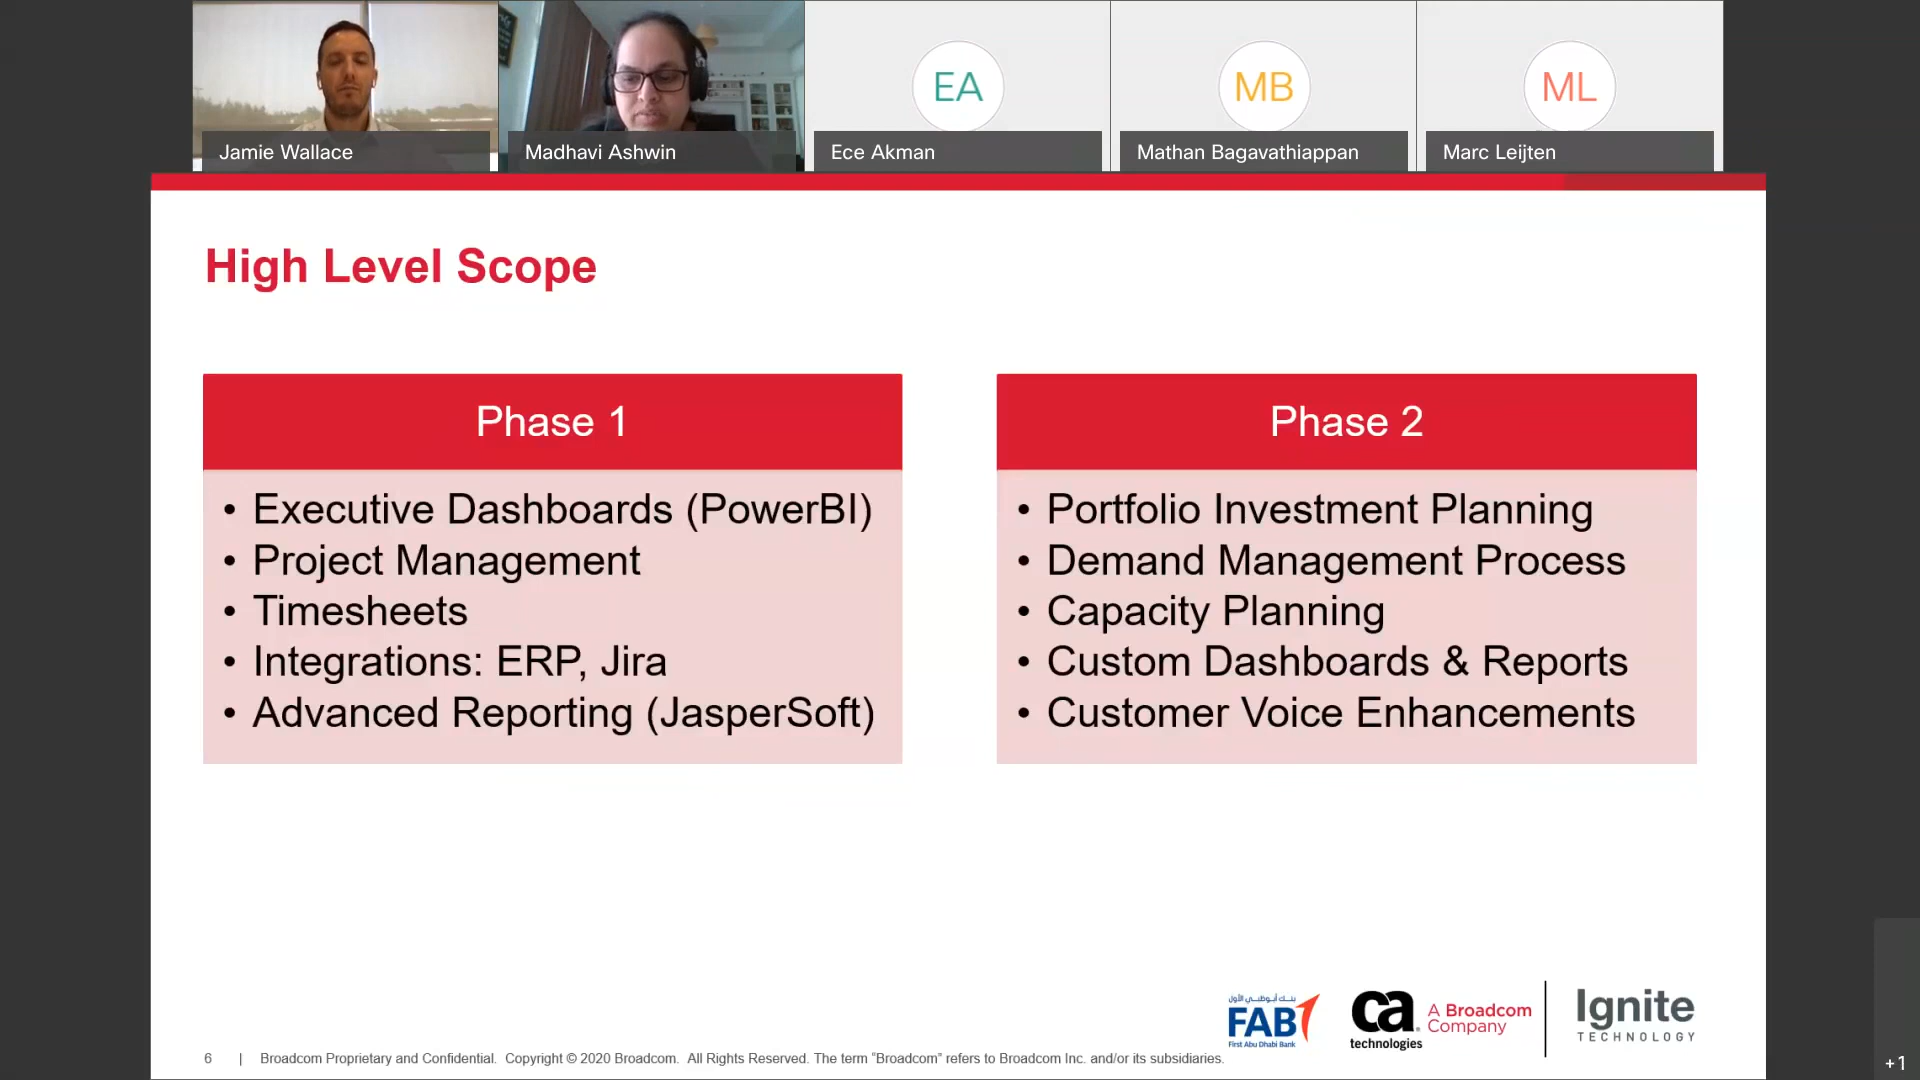 EA
MB
ML
Jamie Wallace
Madhavi Ashwin
Ece Akman
Mathan Bagavathiappan
Marc Leijten
High Level Scope
Phase 1
• Executive Dashboards (PowerBI)
• Project Management
• Timesheets
• Integrations: ERP, Jira
• Advanced Reporting (JasperSoft)
Phase 2
• Portfolio Investment Planning
• Demand Management Process
• Capacity Planning
• Custom Dashboards & Reports
• Customer Voice Enhancements
بنك أبوظبي الأول
FAB
First Abu Dhabi Bank
ca
technologies
A Broadcom
Company
Ignite
TECHNOLOGY
6 | Broadcom Proprietary and Confidential. Copyright © 2020 Broadcom. All Rights Reserved. The term “Broadcom” refers to Broadcom Inc. and/or its subsidiaries.
+1